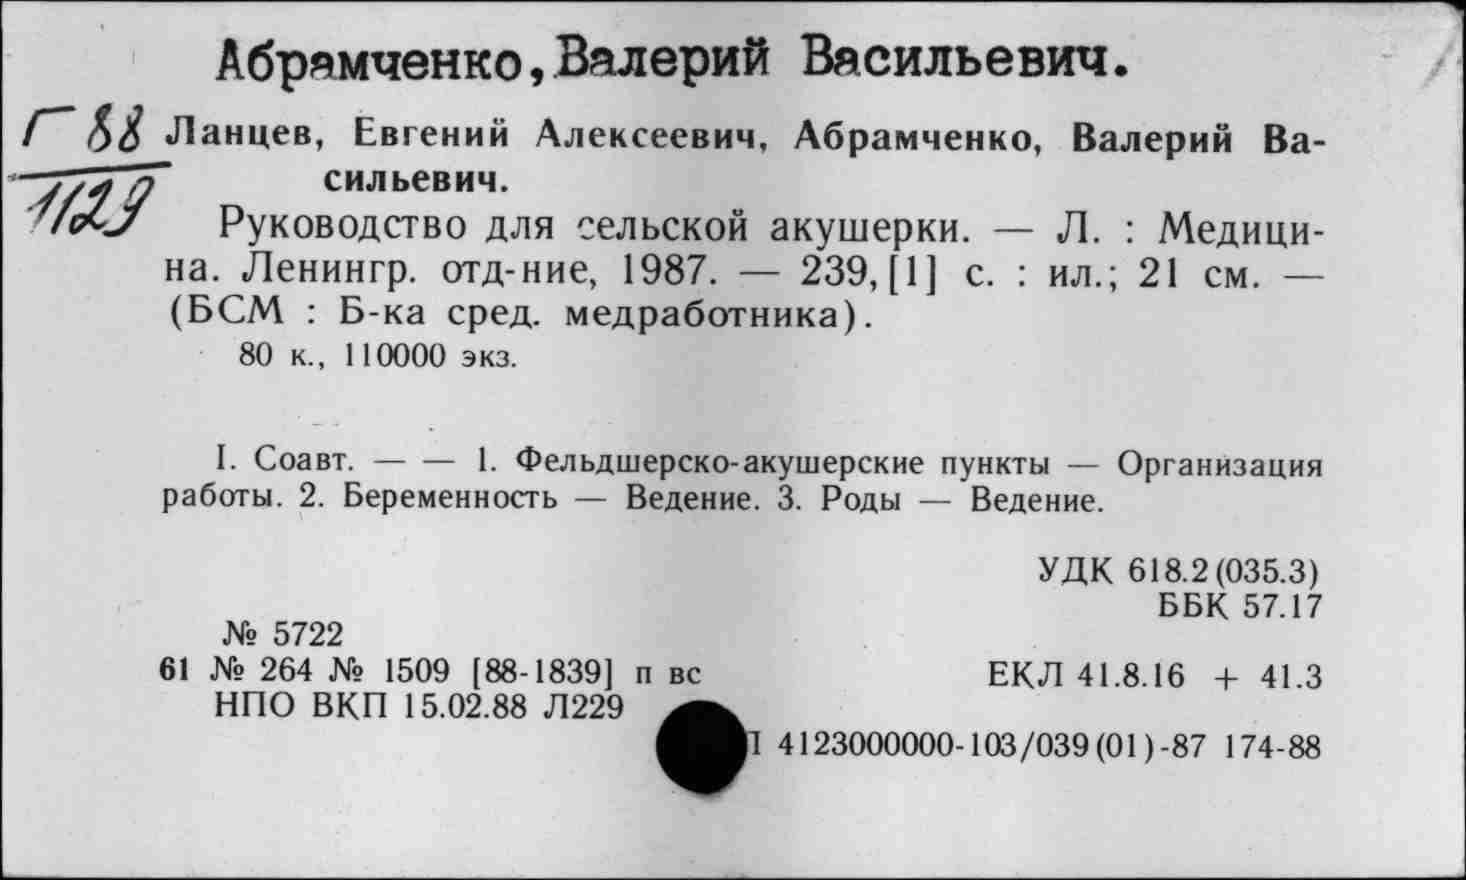 Абрамченко, Валерий Васильевич.
Г 88
1129
Ланцев, Евгений Алексеевич, Абрамченко, Валерий Ва-
сильевич.
Руководство для сельской акушерки. — Л. : Медици-
на. Ленингр. отд-ние, 1987. — 239, [1] с. : ил.; 21 см. —
(БСМ : Б-ка сред. медработника).
80 к., 110000 экз.
I. Соавт. — — 1. Фельдшерско-акушерские пункты — Организация
работы. 2. Беременность — Ведение. 3. Роды — Ведение.
УДК 618.2(035.3)
ББК 57.17
№ 5722
61 № 264 № 1509 [88-1839] п вс
ЕКЛ 41.8.16 + 41.3
НПО ВКП 15.02.88 Л229
4123000000-103/039(01)-87 174-88